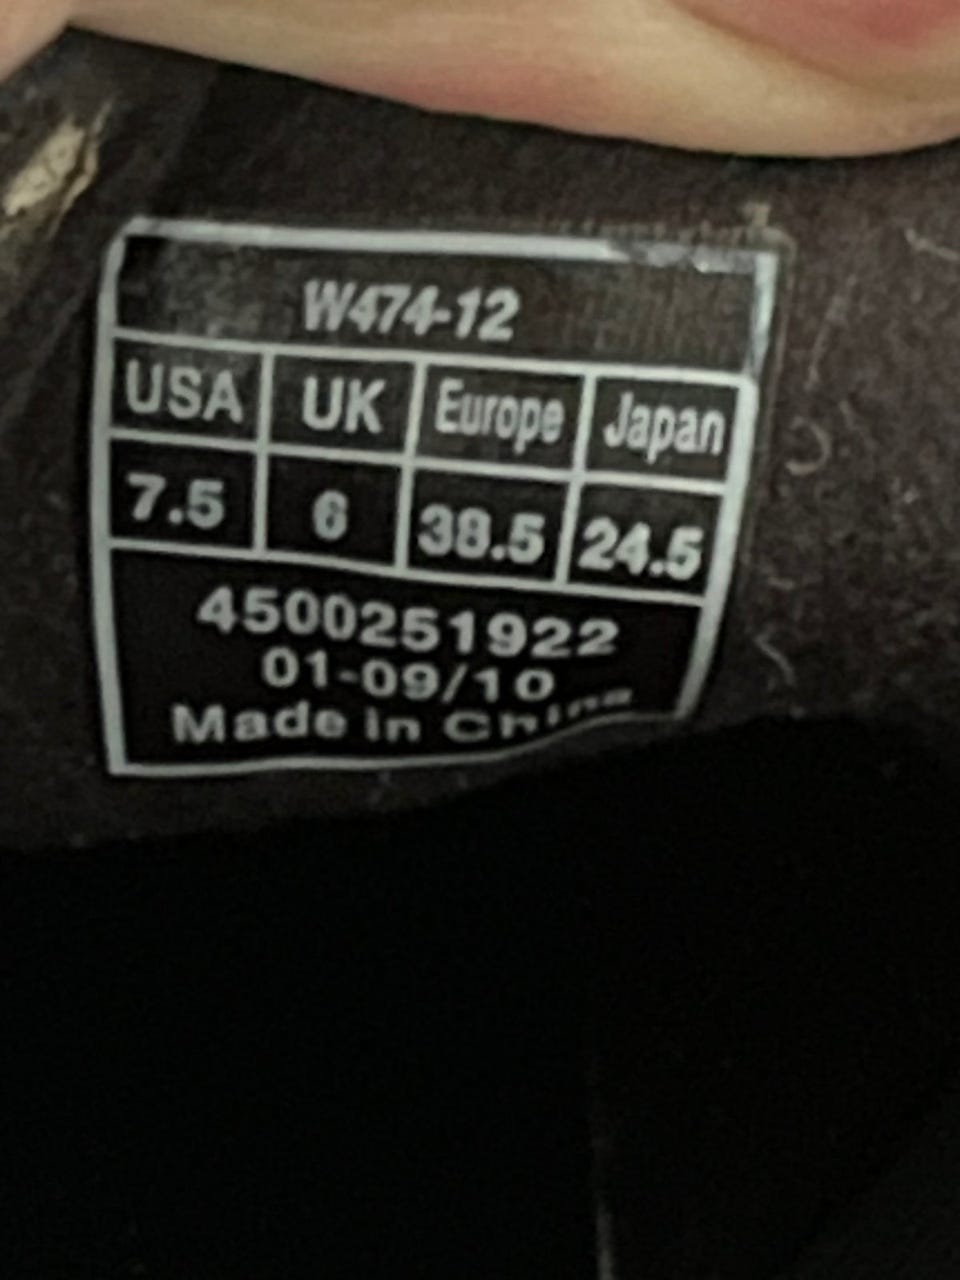 W474-12
USA UK Europe Japan
7.5 6 38.5 24.5
4500251922
01-09/10
Made in China